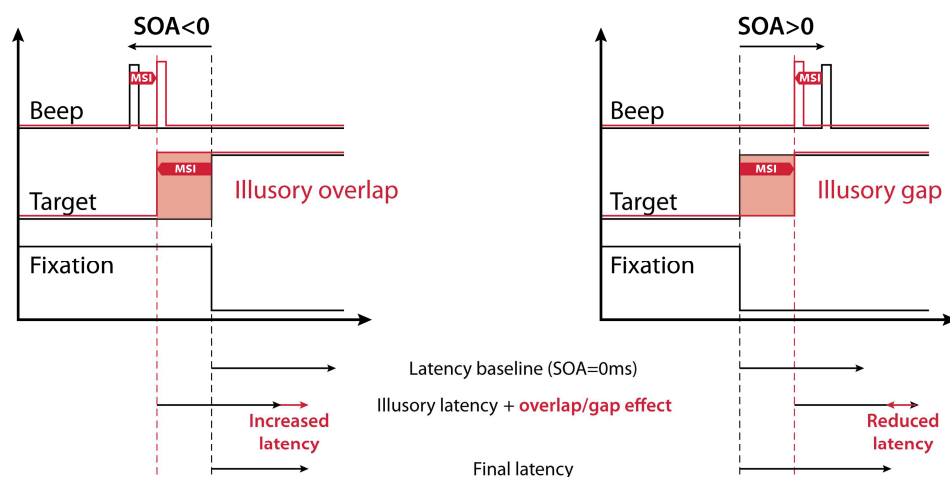 SOA<0
SOA>0
MSI
MSI
Beep
Beep
MSI
MSI
Illusory overlap
Illusory gap
Target
Target
Fixation
Fixation
Latency baseline (SOA=0ms)
Illusory latency + overlap/gap effect
Increased
latency
Reduced
latency
Final latency